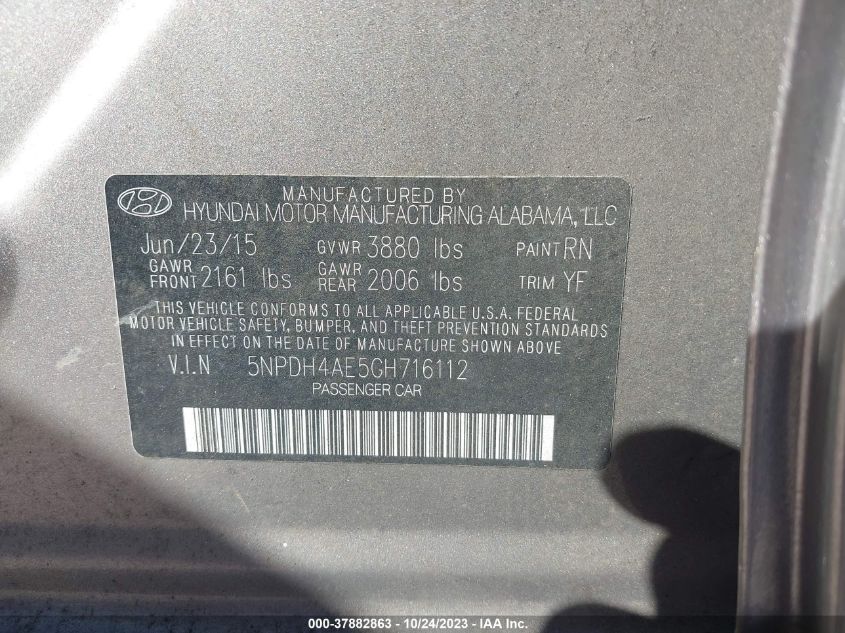 MANUFACTURED BY
HYUNDAI MOTOR MANUFACTURING ALABAMA, LLC
Jun/23/15 GVWR 3880 lbs PAINT RN
GAWR FRONT 2161 lbs GAWR REAR 2006 lbs TRIM YF
THIS VEHICLE CONFORMS TO ALL APPLICABLE U.S.A. FEDERAL
MOTOR VEHICLE SAFETY, BUMPER, AND THEFT PREVENTION STANDARDS
IN EFFECT ON THE DATE OF MANUFACTURE SHOWN ABOVE
V.I.N 5NPDH4AE5GH716112
PASSENGER CAR
000-37882863 - 10/24/2023 - © IAA Inc.